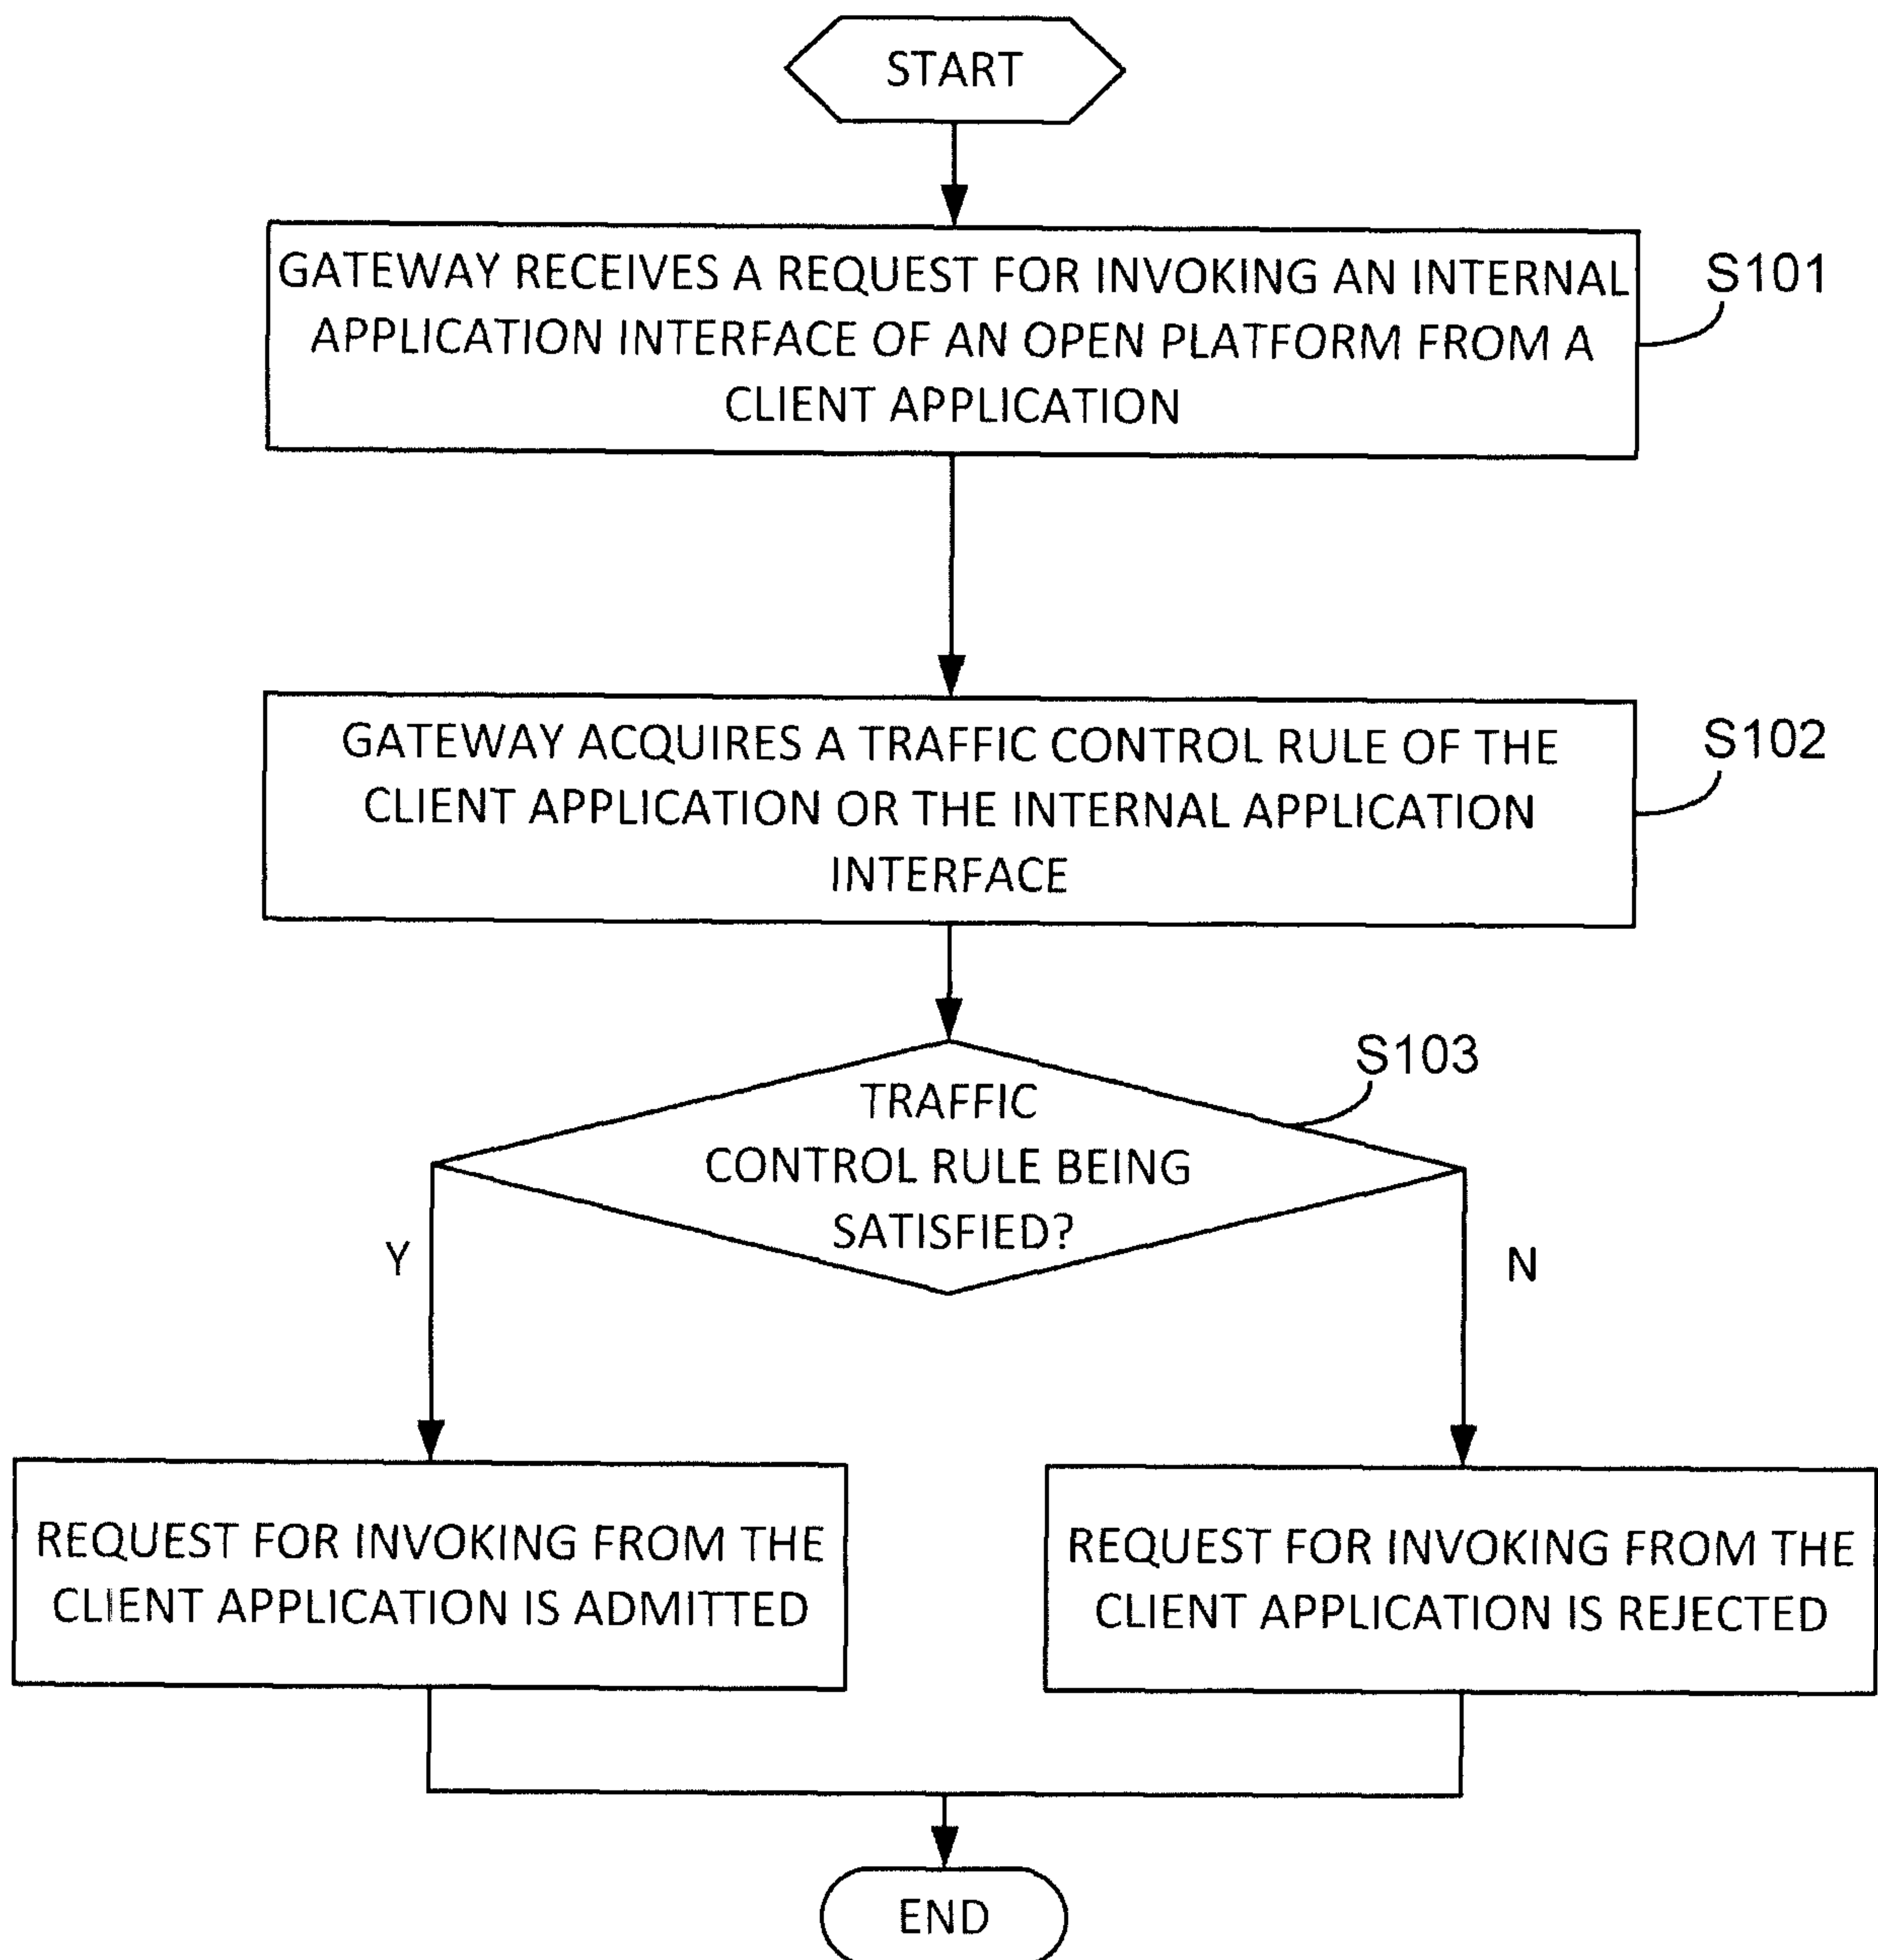 START
GATEWAY RECEIVES A REQUEST FOR INVOKING AN INTERNAL
APPLICATION INTERFACE OF AN OPEN PLATFORM FROM A
CLIENT APPLICATION
S101
GATEWAY ACQUIRES A TRAFFIC CONTROL RULE OF THE
CLIENT APPLICATION OR THE INTERNAL APPLICATION
INTERFACE
S102
S103
TRAFFIC
CONTROL RULE BEING
SATISFIED?
Y
N
REQUEST FOR INVOKING FROM THE
CLIENT APPLICATION IS ADMITTED
REQUEST FOR INVOKING FROM THE
CLIENT APPLICATION IS REJECTED
END